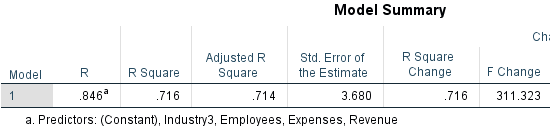 Model Summary
Cha
Model R R Square Adjusted R Square Std. Error of the Estimate R Square Change F Change
1 .846a .716 .714 3.680 .716 311.323
a. Predictors: (Constant), Industry3, Employees, Expenses, Revenue